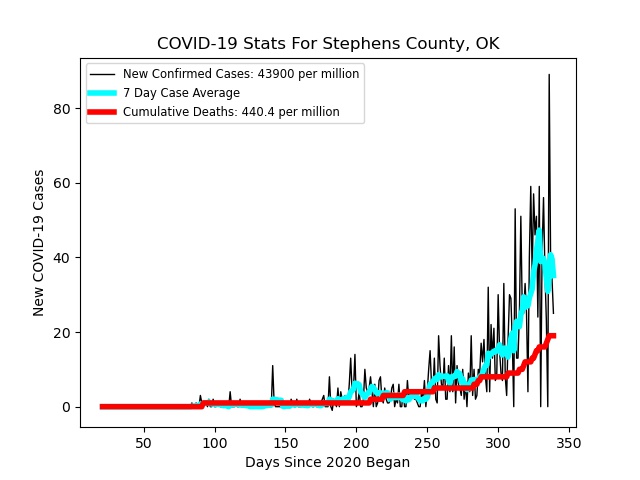 COVID-19 Stats For Stephens County, OK
New Confirmed Cases: 43900 per million
7 Day Case Average
Cumulative Deaths: 440.4 per million
New COVID-19 Cases
80
60
40
20
0
50 100 150 200 250 300 350
Days Since 2020 Began